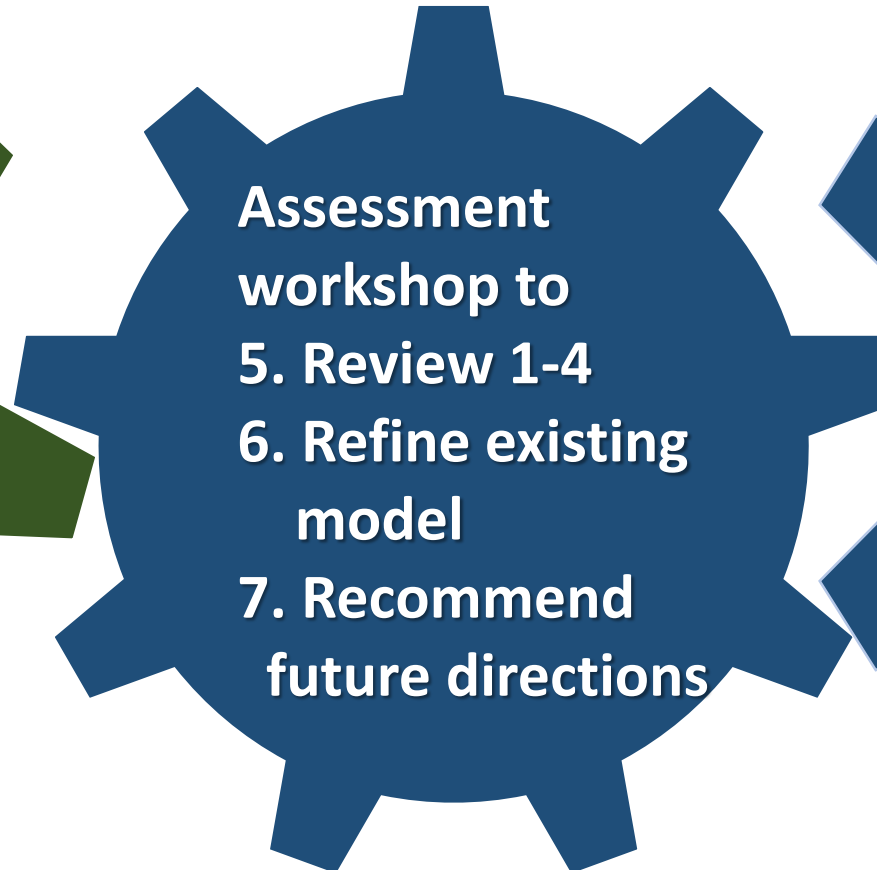 Assessment
workshop to
5. Review 1-4
6. Refine existing
model
7. Recommend
future directions